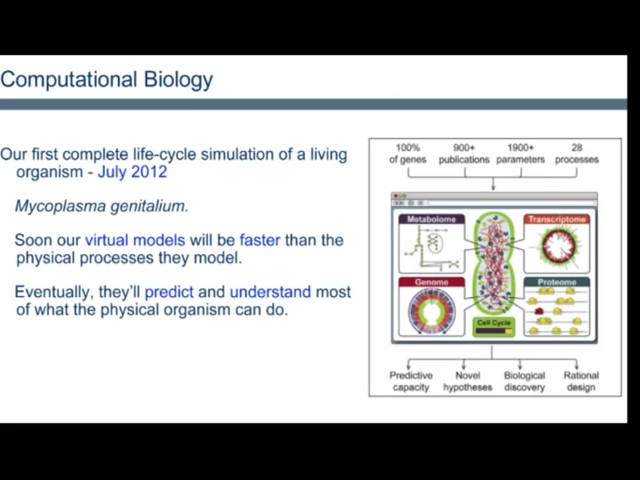 Computational Biology
Our first complete life-cycle simulation of a living
organism - July 2012
Mycoplasma genitalium.
Soon our virtual models will be faster than the
physical processes they model.
Eventually, they'll predict and understand most
of what the physical organism can do.
100% of genes
900+ publications
1900+ parameters
28 processes
Metabolome
Transcriptome
Genome
Proteome
Cell Cycle
Predictive capacity
Novel hypotheses
Biological discovery
Rational design